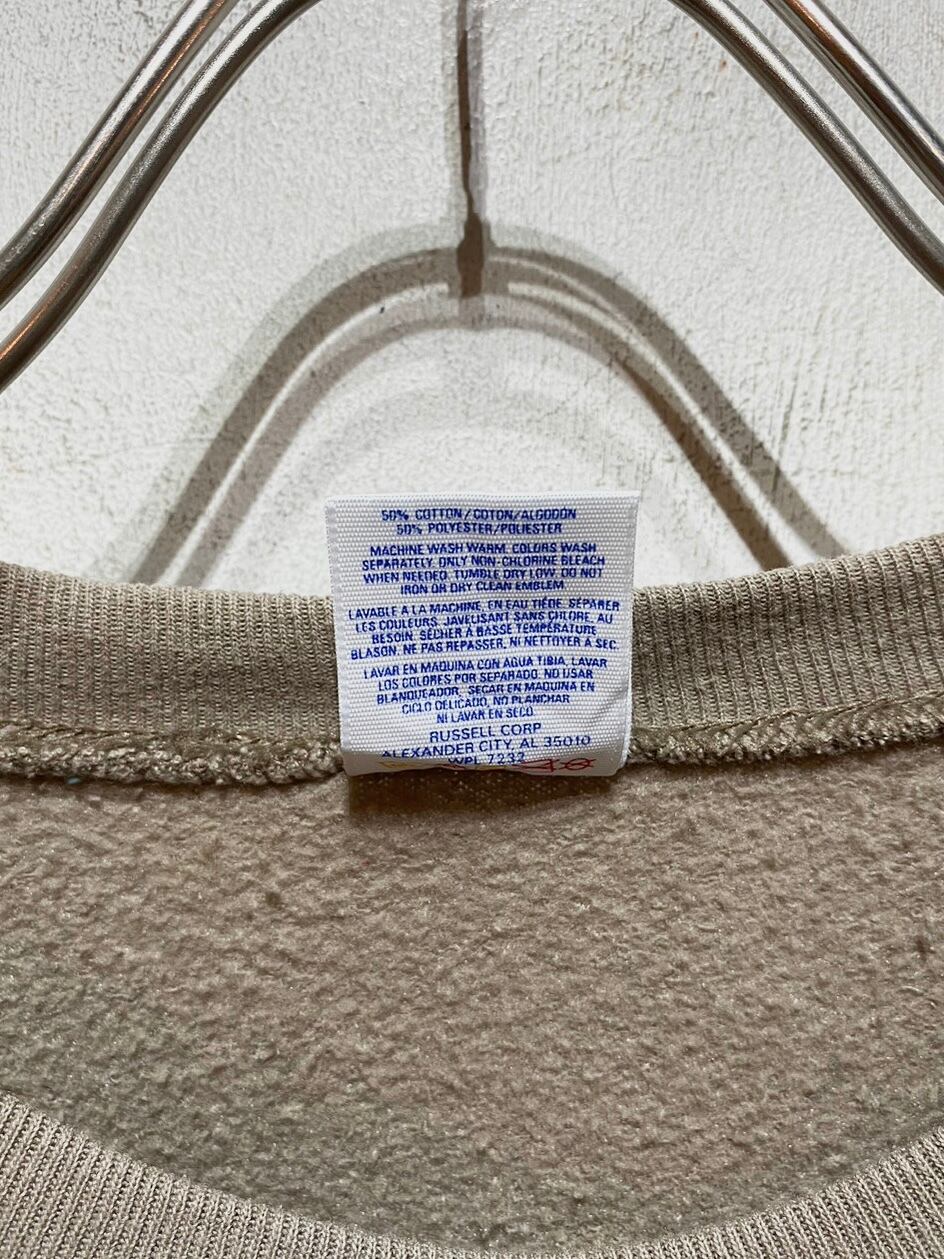 50% COTTON/COTON/ALGODÓN
50% POLYESTER/POLIESTER
MACHINE WASH WARM. COLORS WASH
SEPARATELY. ONLY NON-CHLORINE BLEACH
WHEN NEEDED. TUMBLE DRY LOW. DO NOT
IRON OR DRY CLEAN EMBLEM
LAVABLE A LA MACHINE, EN EAU TIÈDE. SÉPARER
LES COULEURS. JAVELISANT SANS CHLORE, AU
BESOIN. SÉCHER À BASSE TEMPÉRATURE
BLASON. NE PAS REPASSER, NI NETTOYER À SEC.
LAVAR EN MAQUINA CON AGUA TIBIA, LAVAR
LOS COLORES POR SEPARADO. NO USAR
BLANQUEADOR, SECAR EN MAQUINA EN
CICLO DELICADO, NO PLANCHAR
NI LAVAR EN SECO.
RUSSELL CORP
ALEXANDER CITY, AL 35010
WPL 7232